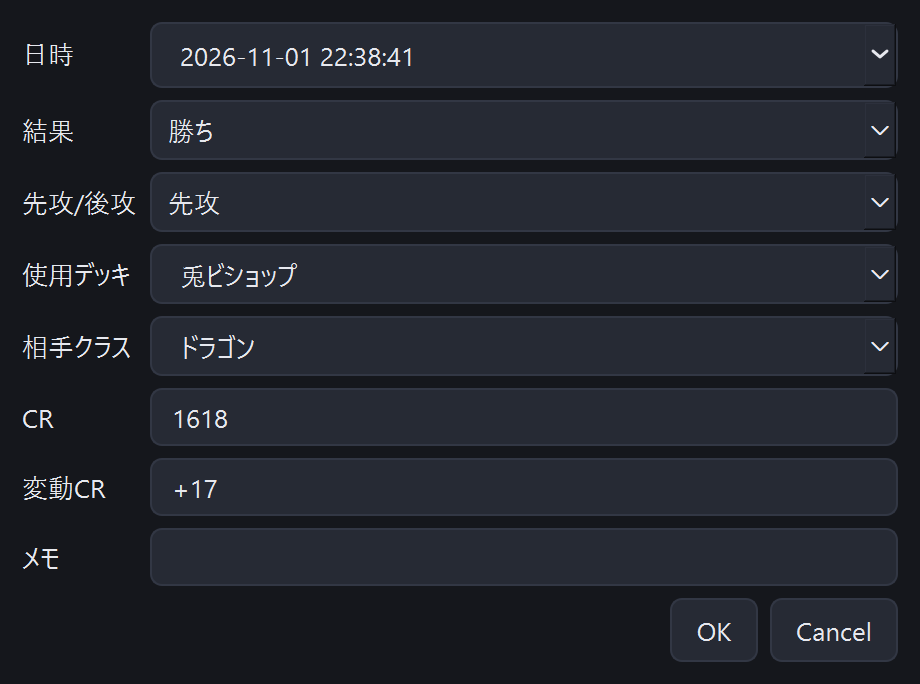 日時 2026-11-01 22:38:41
結果 勝ち
先攻/後攻 先攻
使用デッキ 兎ビショップ
相手クラス ドラゴン
CR 1618
変動CR +17
メモ
OK Cancel